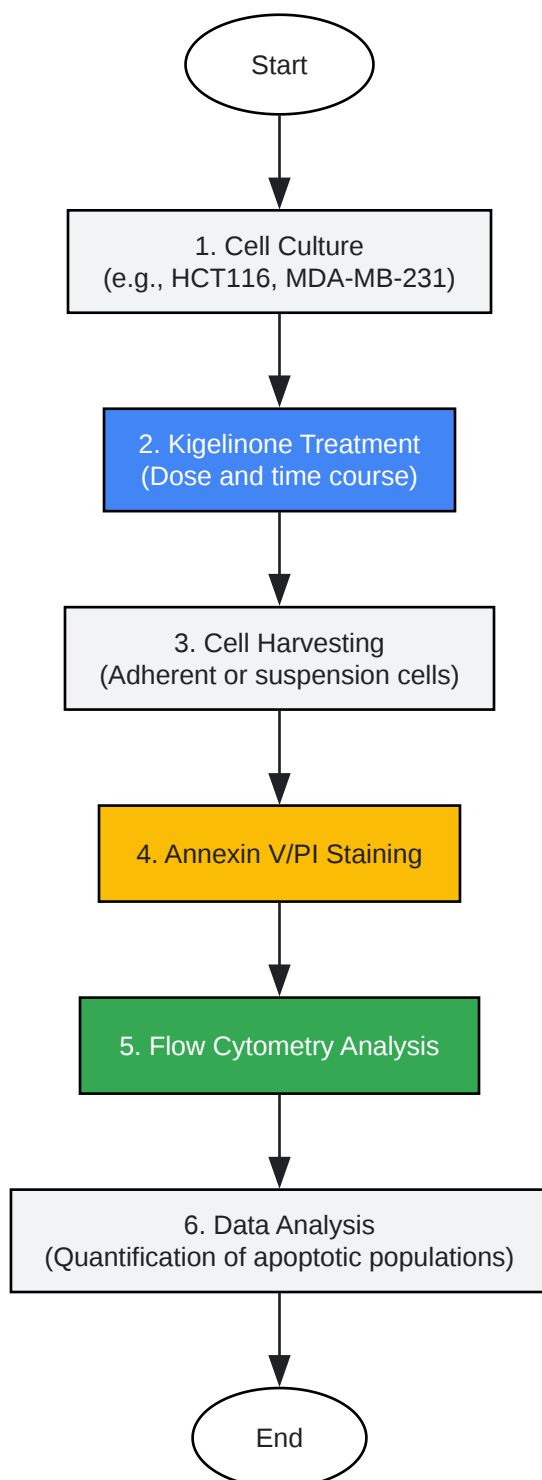 Start
1. Cell Culture
(e.g., HCT116, MDA-MB-231)
2. Kigelinone Treatment
(Dose and time course)
3. Cell Harvesting
(Adherent or suspension cells)
4. Annexin V/PI Staining
5. Flow Cytometry Analysis
6. Data Analysis
(Quantification of apoptotic populations)
End